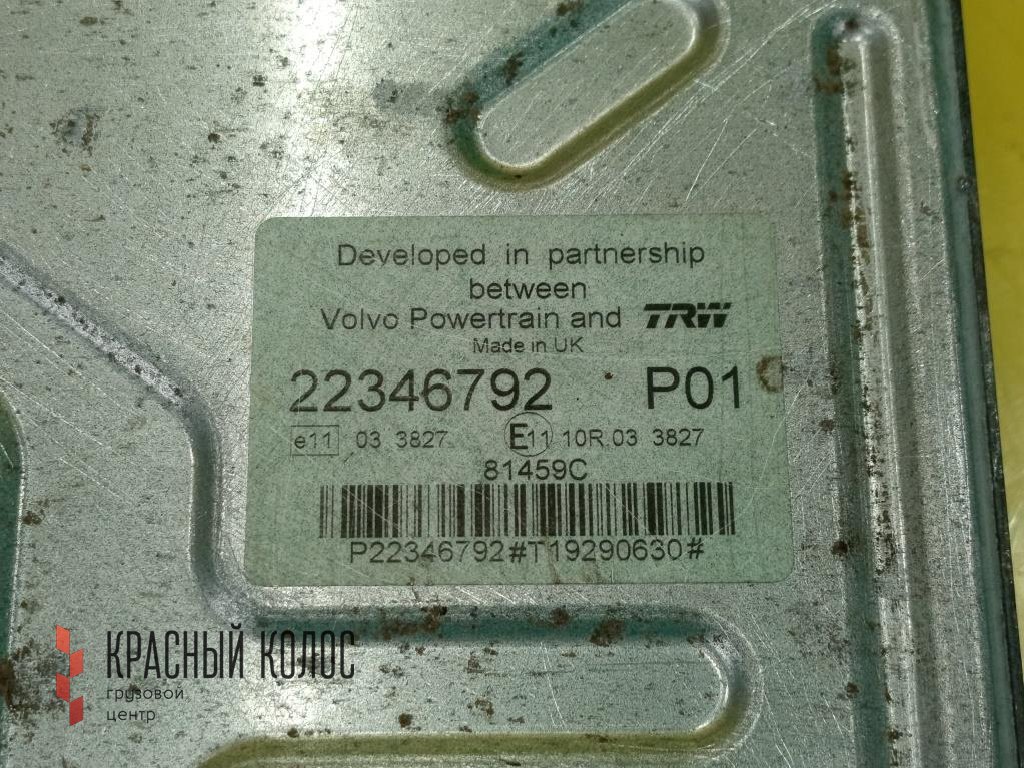 Developed in partnership
between
Volvo Powertrain and TRW
Made in UK
22346792 P01
e11 03 3827 E11 10R.03 3827
81459C
P22346792#T19290630#
КРАСНЫЙ КОЛОС
грузовой
центр